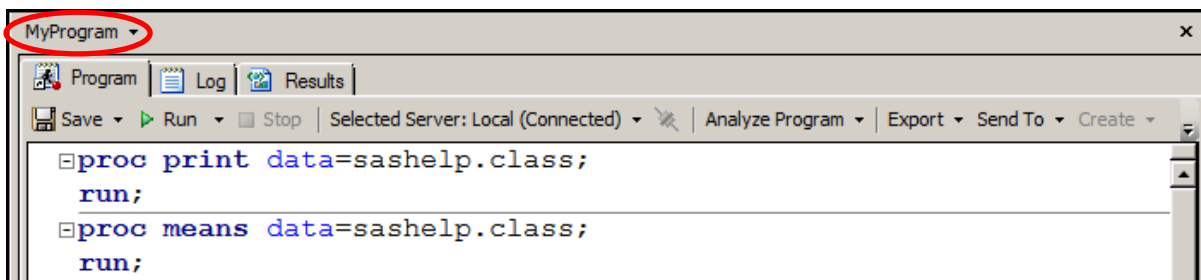 MyProgram
Program Log Results
Save Run Stop Selected Server: Local (Connected) Analyze Program Export Send To Create
proc print data=sashelp.class;
run;
proc means data=sashelp.class;
run;